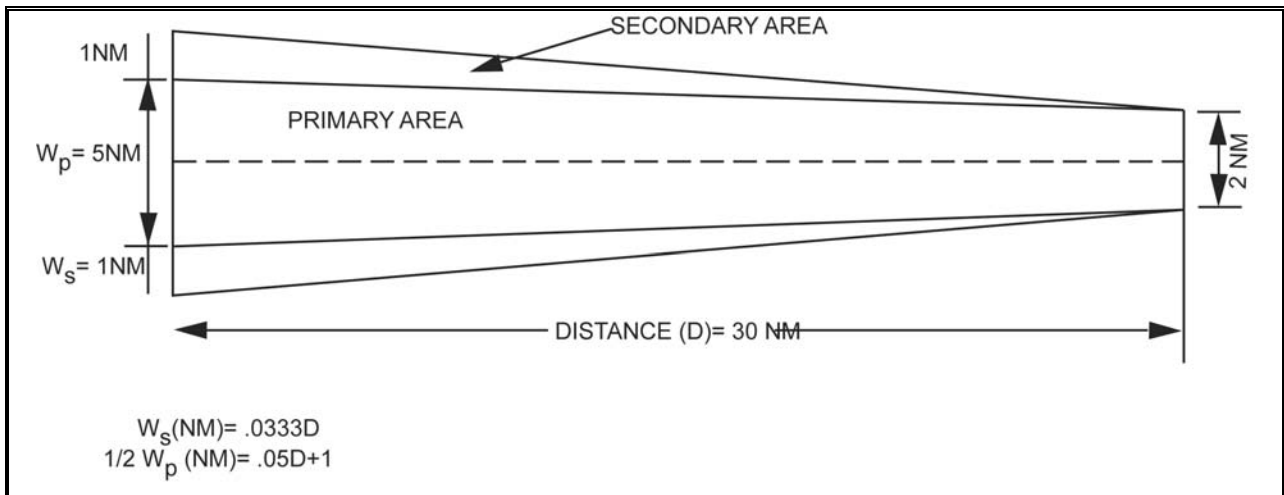 SECONDARY AREA
1NM
PRIMARY AREA
Wp= 5NM
2 NM
Ws= 1NM
DISTANCE (D)= 30 NM
Ws(NM)= .0333D
1/2 Wp (NM)= .05D+1